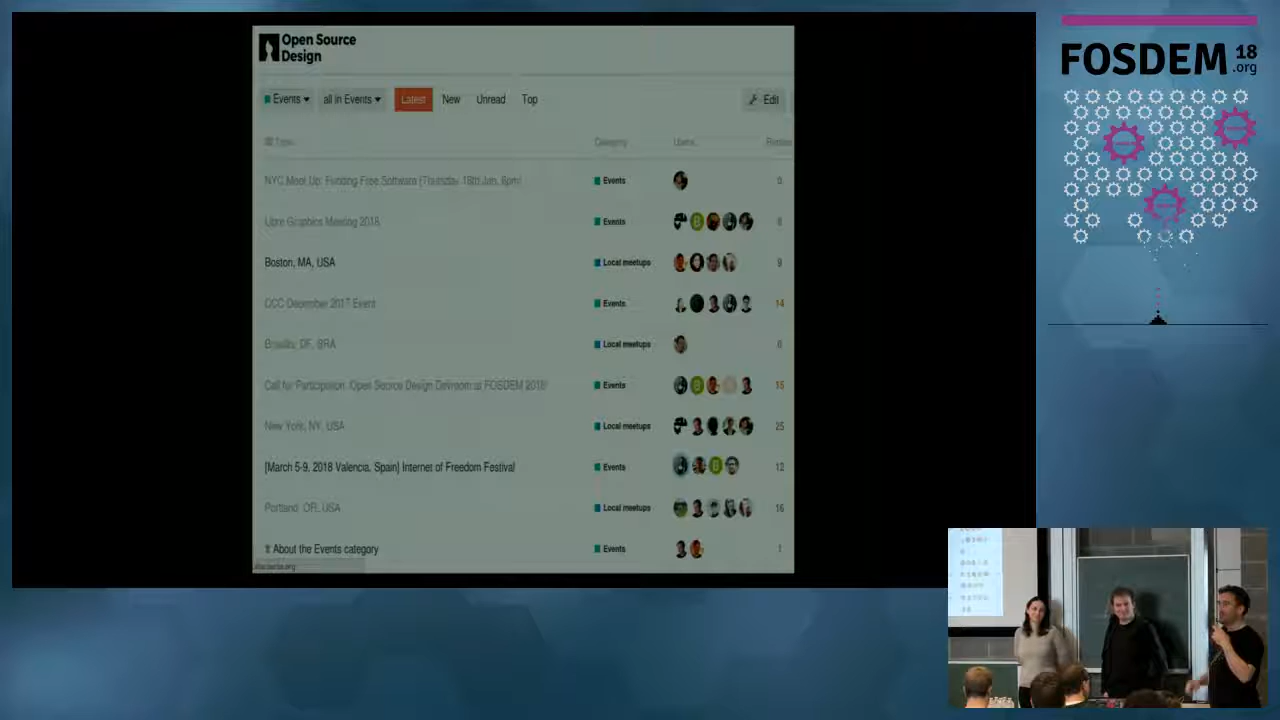 Open Source
Design
Events all in Events Latest New Unread Top Edit
Topic Category Users
NYC Meet Up: Funding Free Software (Thursday 18th Jan, 6pm) Events 0
Libre Graphics Meeting 2018 Events
Boston, MA, USA Local meetups 9
CCC December 2017 Event Events 14
Brasilia, DF, BRA Local meetups
Call for Participation: Open Source Design Devroom at FOSDEM 2018! Events
New York, NY, USA Local meetups 25
[March 5-9, 2018 Valencia, Spain] Internet of Freedom Festival Events 12
Portland, OR, USA Local meetups 16
About the Events category Events 1
FOSDEM 18
.org